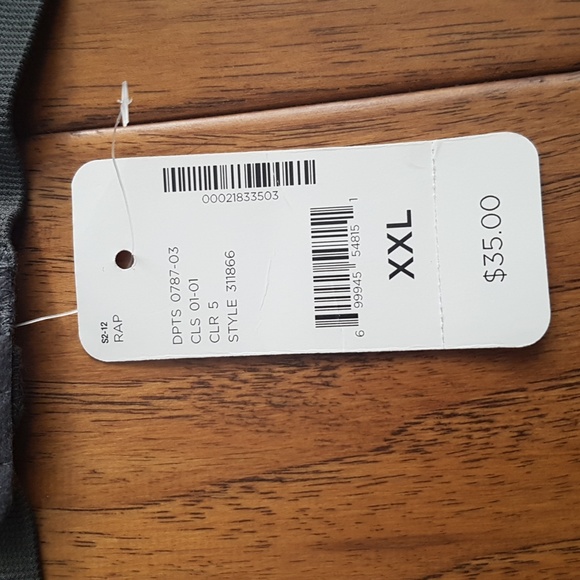 S2-12
RAP
00021833503
DPTS 0787-03
CLS 01-01
CLR 5
STYLE 311866
6 99945 54815 1
XXL
$35.00